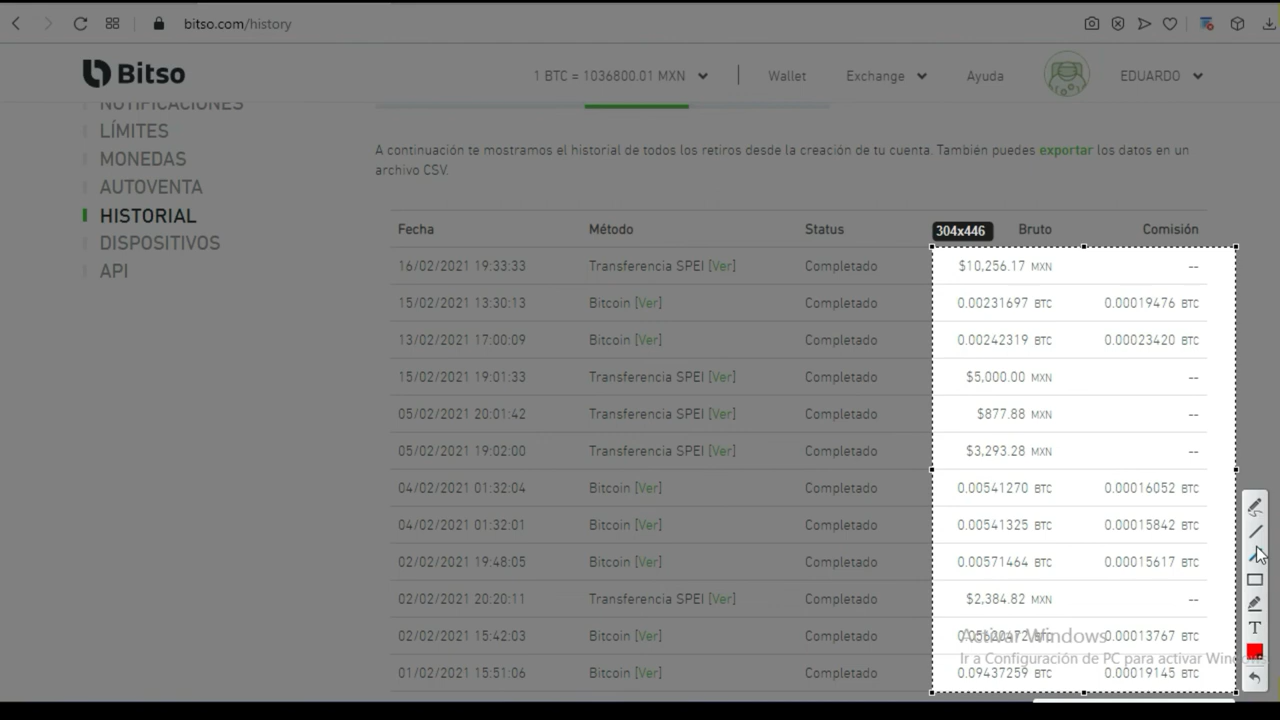 bitso.com/history
Bitso
1 BTC = 1036800.01 MXN
Wallet
Exchange
Ayuda
EDUARDO
NOTIFICACIONES
LÍMITES
MONEDAS
AUTOVENTA
HISTORIAL
DISPOSITIVOS
API
A continuación te mostramos el historial de todos los retiros desde la creación de tu cuenta. También puedes exportar los datos en un
archivo CSV.
Fecha Método Status 304x446 Bruto Comisión
16/02/2021 19:33:33 Transferencia SPEI [Ver] Completado $10,256.17 MXN --
15/02/2021 13:30:13 Bitcoin [Ver] Completado 0.00231697 BTC 0.00019476 BTC
13/02/2021 17:00:09 Bitcoin [Ver] Completado 0.00242319 BTC 0.00023420 BTC
15/02/2021 19:01:33 Transferencia SPEI [Ver] Completado $5,000.00 MXN --
05/02/2021 20:01:42 Transferencia SPEI [Ver] Completado $877.88 MXN --
05/02/2021 19:02:00 Transferencia SPEI [Ver] Completado $3,293.28 MXN --
04/02/2021 01:32:04 Bitcoin [Ver] Completado 0.00541270 BTC 0.00016052 BTC
04/02/2021 01:32:01 Bitcoin [Ver] Completado 0.00541325 BTC 0.00015842 BTC
02/02/2021 19:48:05 Bitcoin [Ver] Completado 0.00571464 BTC 0.00015617 BTC
02/02/2021 20:20:11 Transferencia SPEI [Ver] Completado $2,384.82 MXN --
02/02/2021 15:42:03 Bitcoin [Ver] Completado BTC 0.00013767 BTC
Activar Windows
Ir a Configuración de PC para activar
01/02/2021 15:51:06 Bitcoin [Ver] Completado 0.09437259 BTC 0.00019145 BTC
T